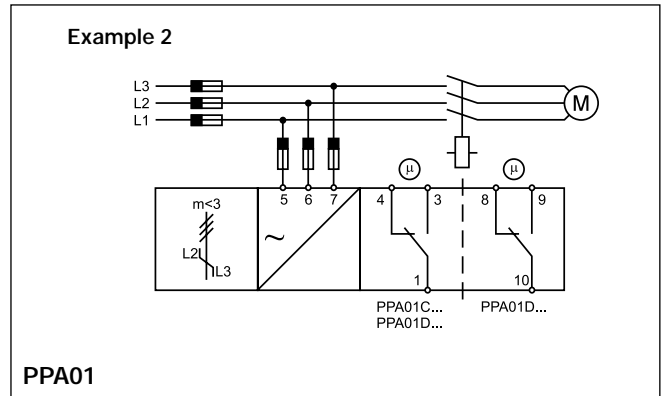 Example 2
L3
L2
L1
M
μ μ
m<3
L2 L3
~
5 6 7
4 3
8 9
1
10
PPA01C...
PPA01D...
PPA01D...
PPA01